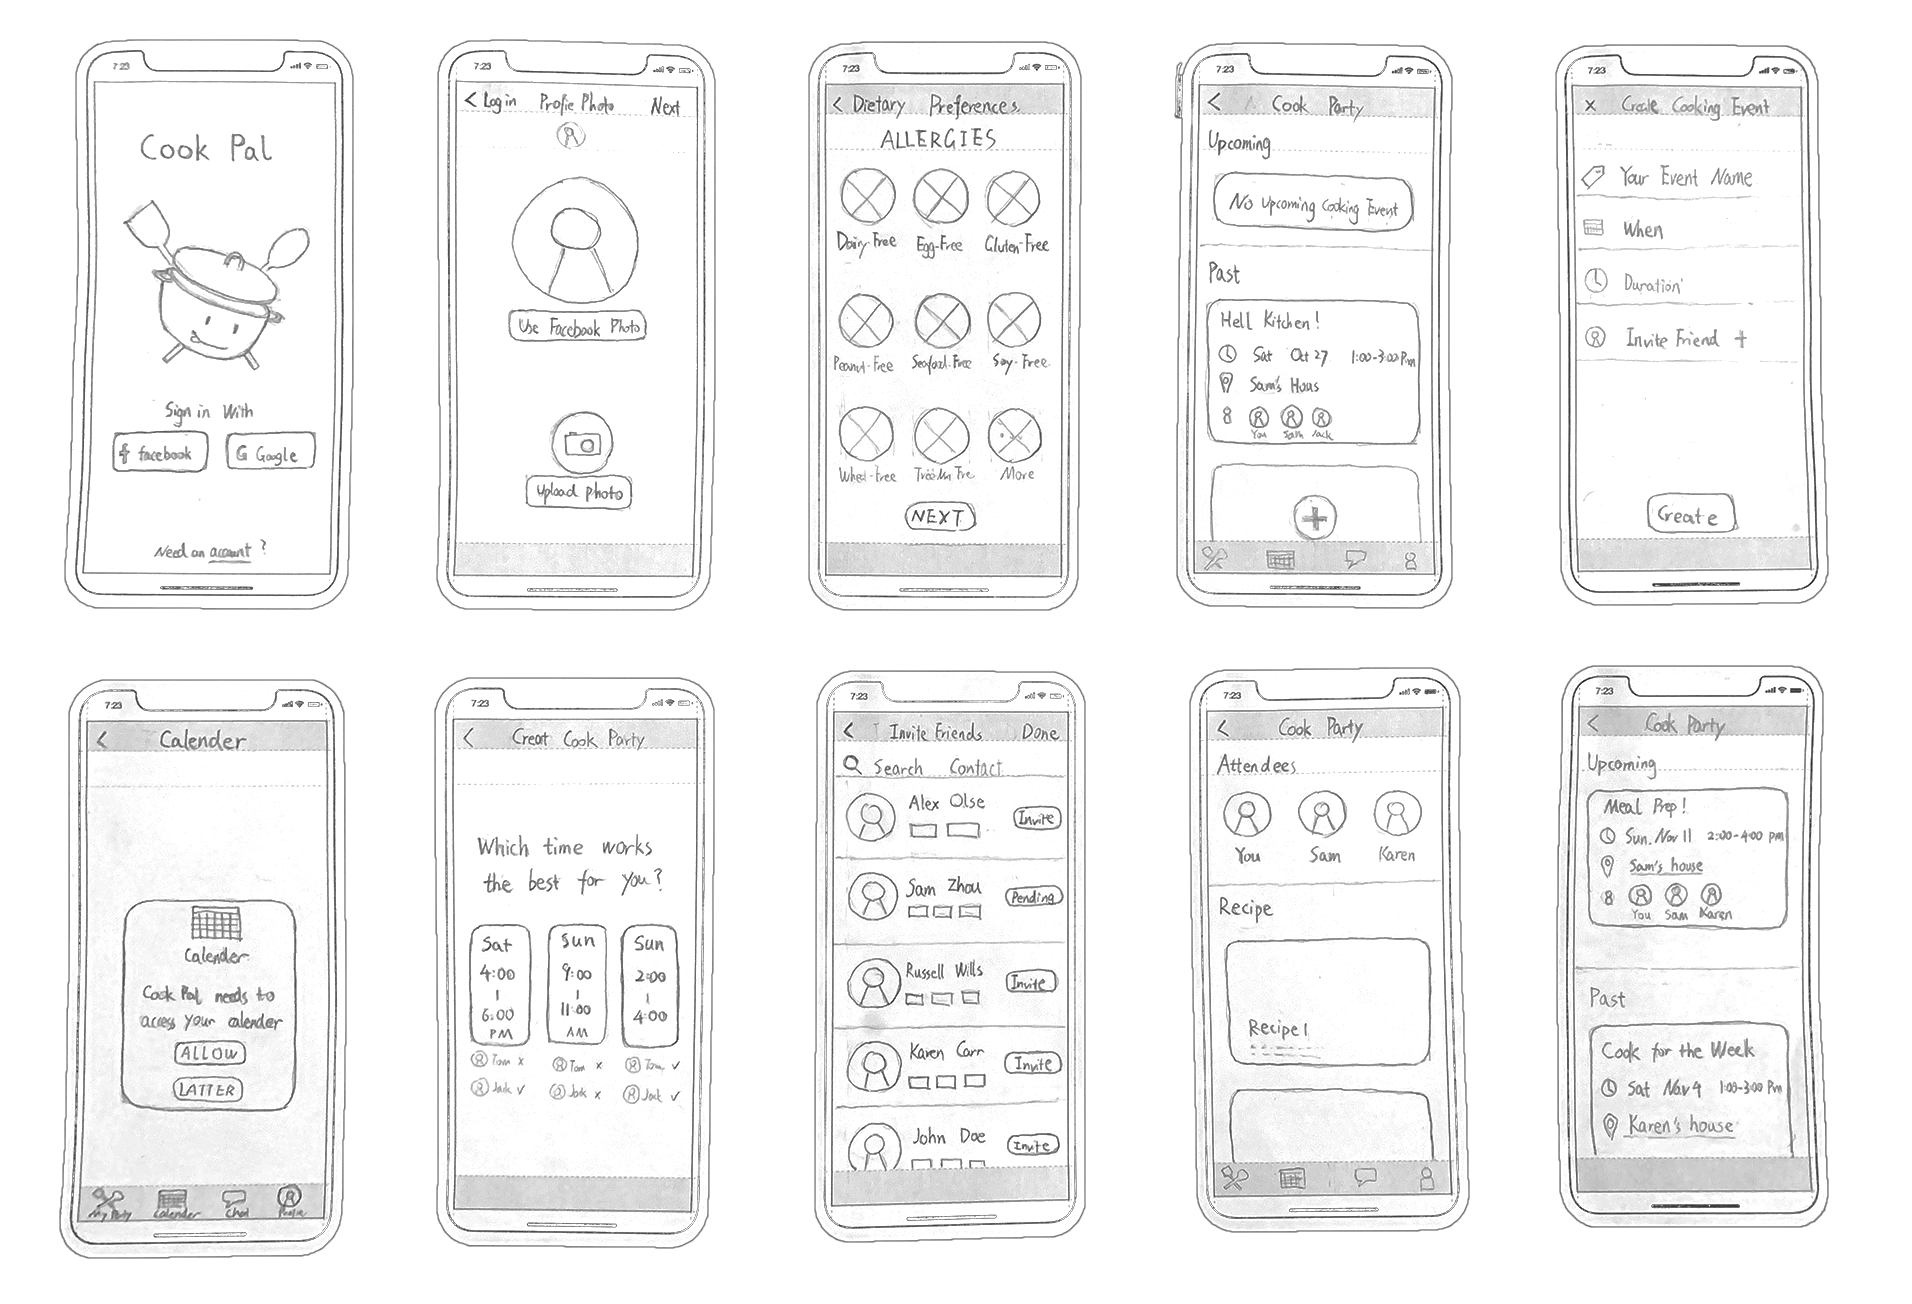 7:23
Cook Pal
Sign in With
f facebook
G Google
Need an acount ?
7:23
< Log in Profie Photo Next
Use Facebook Photo
Upload photo
7:23
< Dietary Preferences
ALLERGIES
Dairy-Free Egg-Free Gluten-Free
Peanut-Free Seafood-Free Soy-Free
More
NEXT
7:23
< Cook Party
Upcoming
No Upcoming Cooking Event
Past
Hell Kitchen!
Sat Oct 27 1:00-3:00 Pm
Sam's Hous
8
You Sam Jack
+
7:23
× Create Cooking Event
Your Event Name
When
Duration
Invite Friend +
Create
7:23
< Calender
Calender
Cook Pal needs to
access your calender
ALLOW
LATTER
My Party Calender Chat Profile
7:23
< Creat Cook Party
Which time works
the best for you?
Sat Sun Sun
4:00 9:00 2:00
6:00 11:00 4:00
PM AM
Tom × Tom × Tom ✓
Jack ✓ Jack × Jack ✓
7:23
< Invite Friends Done
Search Contact
Alex Olse Invite
Sam Zhou Pending
Russell Wills Invite
Karen Carr Invite
John Doe Invite
7:23
< Cook Party
Attendees
You Sam Karen
Recipe
Recipe 1
7:23
< Cook Party
Upcoming
Meal Prep!
Sun. Nov 11 2:00-4:00 pm
Sam's house
8
You Sam Karen
Past
Cook for the Week
Sat Nov 4 1:00-3:00 Pm
Karen's house